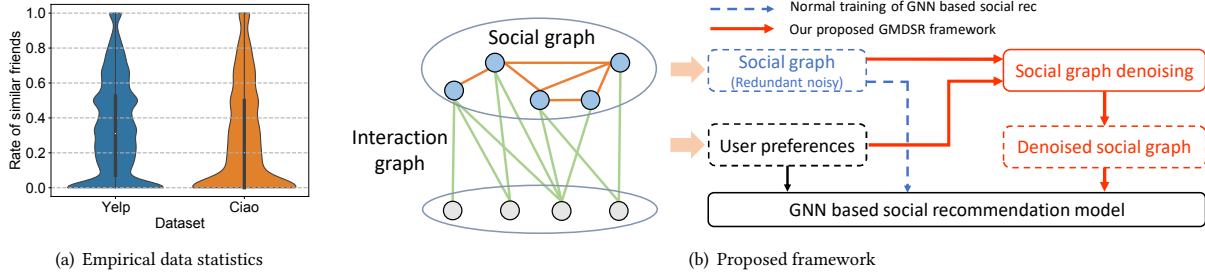 Rate of similar friends
1.0
0.8
0.6
0.4
0.2
0.0
Yelp
Ciao
Dataset
(a) Empirical data statistics
Social graph
Interaction
graph
Normal training of GNN based social rec
Our proposed GMDSR framework
Social graph
(Redundant noisy)
Social graph denoising
User preferences
Denoised social graph
GNN based social recommendation model
(b) Proposed framework